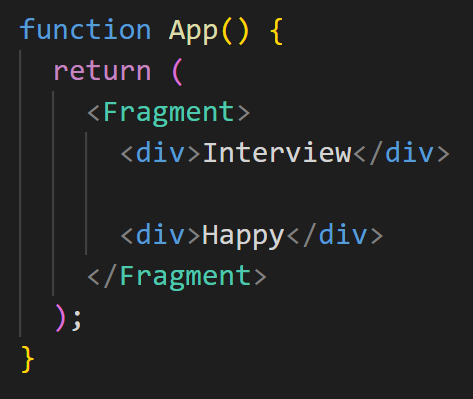 function App() {
return (
<Fragment>
<div>Interview</div>
<div>Happy</div>
</Fragment>
);
}